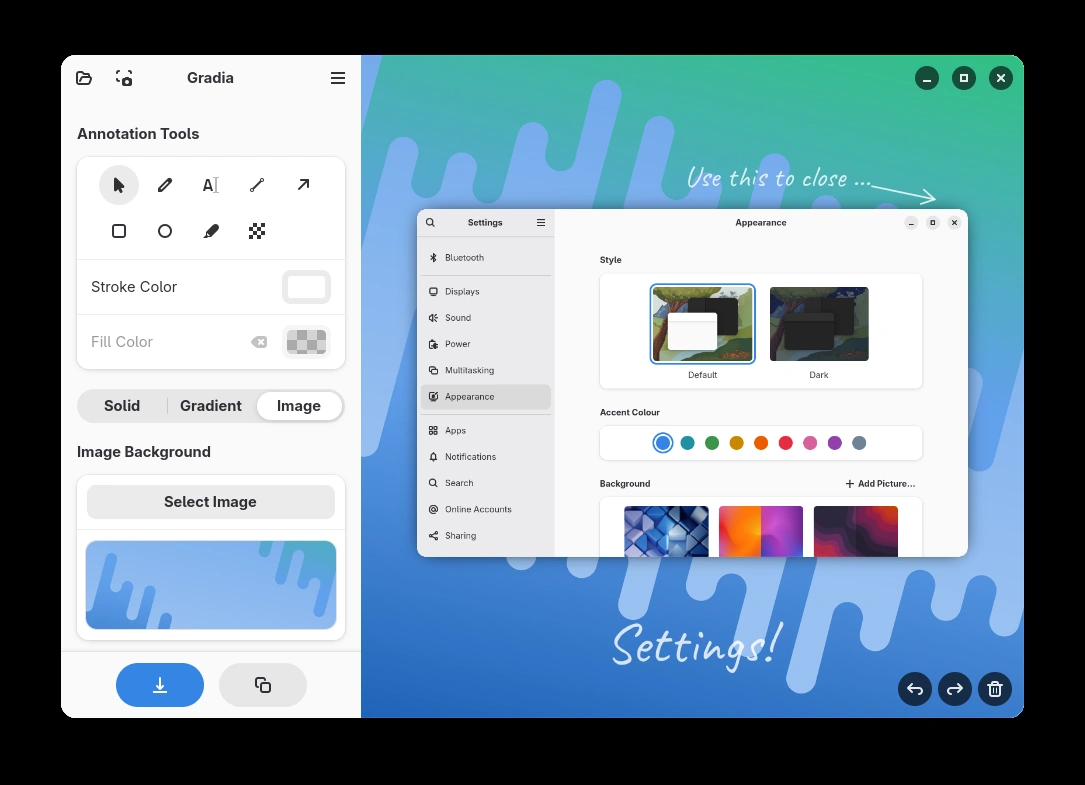 Gradia
Annotation Tools
A
Stroke Color
Fill Color
Solid Gradient Image
Image Background
Select Image
Use this to close ...
Settings
Appearance
Bluetooth
Displays
Sound
Power
Multitasking
Appearance
Apps
Notifications
Search
Online Accounts
Sharing
Style
Default Dark
Accent Colour
Background
Add Picture...
Settings!